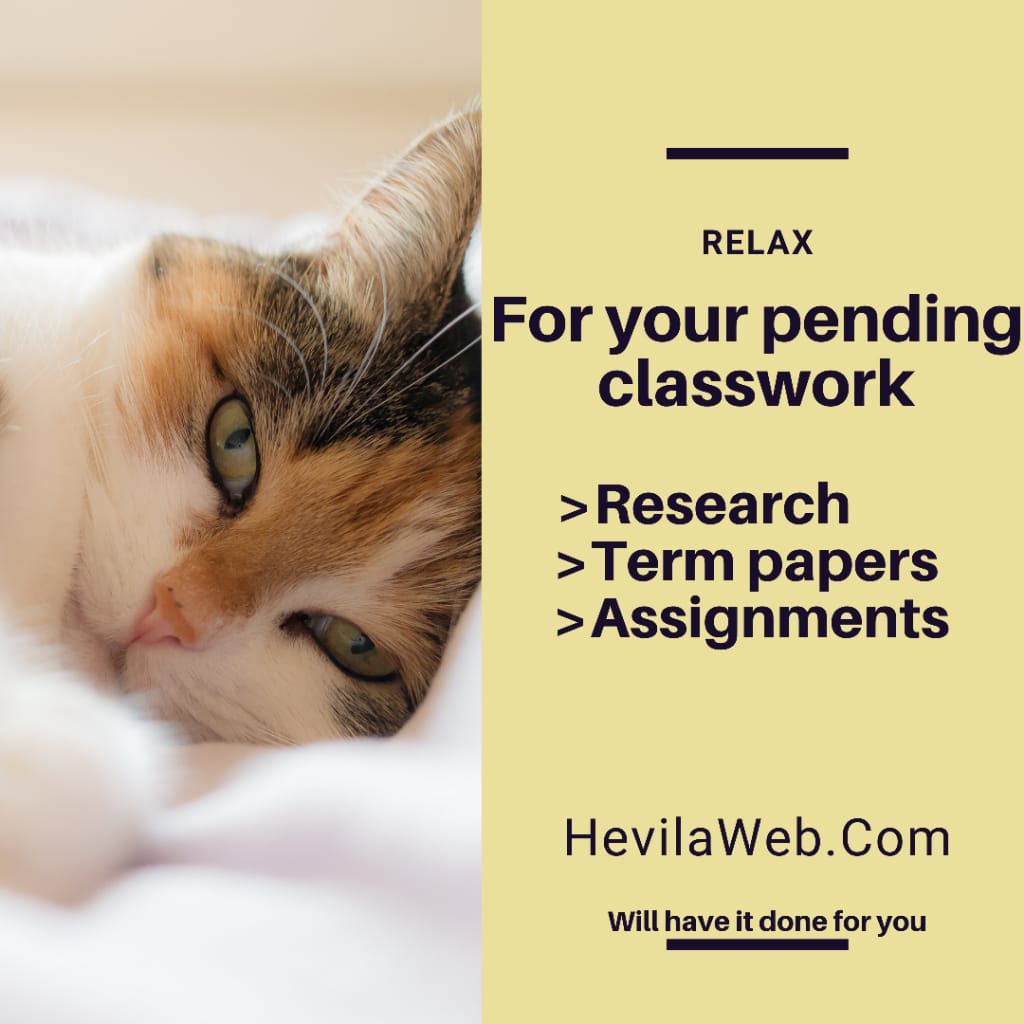 RELAX
For your pending
classwork
>Research
>Term papers
>Assignments
HevilaWeb.Com
Will have it done for you